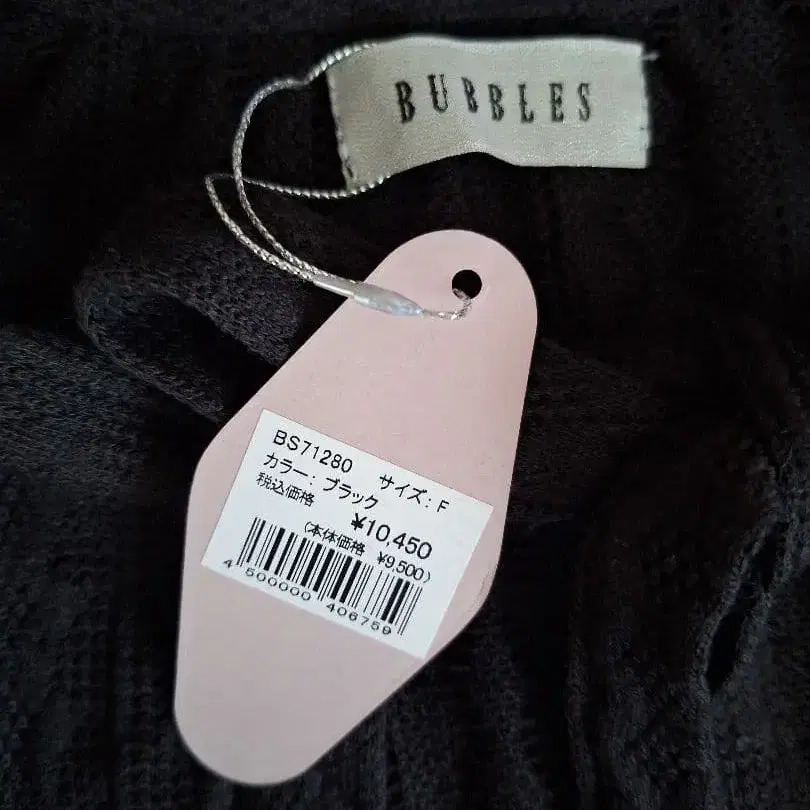 BUBBLES
BS71280 サイズ: F
カラー: ブラック
税込価格 ¥10,450
(本体価格 ¥9,500)
4 500000 406759